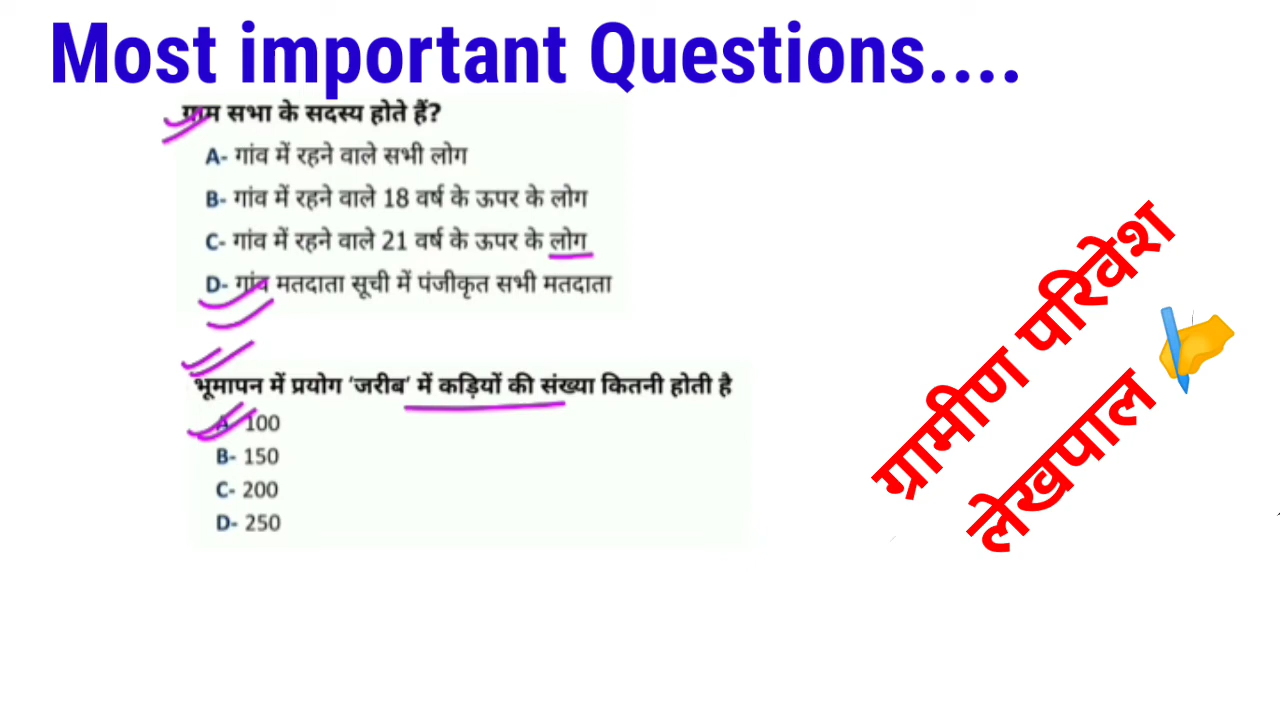 Most important Questions....
ग्राम सभा के सदस्य होते हैं?
A- गांव में रहने वाले सभी लोग
B- गांव में रहने वाले 18 वर्ष के ऊपर के लोग
C- गांव में रहने वाले 21 वर्ष के ऊपर के लोग
D- गांव मतदाता सूची में पंजीकृत सभी मतदाता
भूमापन में प्रयोग 'जरीब' में कड़ियों की संख्या कितनी होती है
A- 100
B- 150
C- 200
D- 250
ग्रामीण परिवेश
लेखपाल